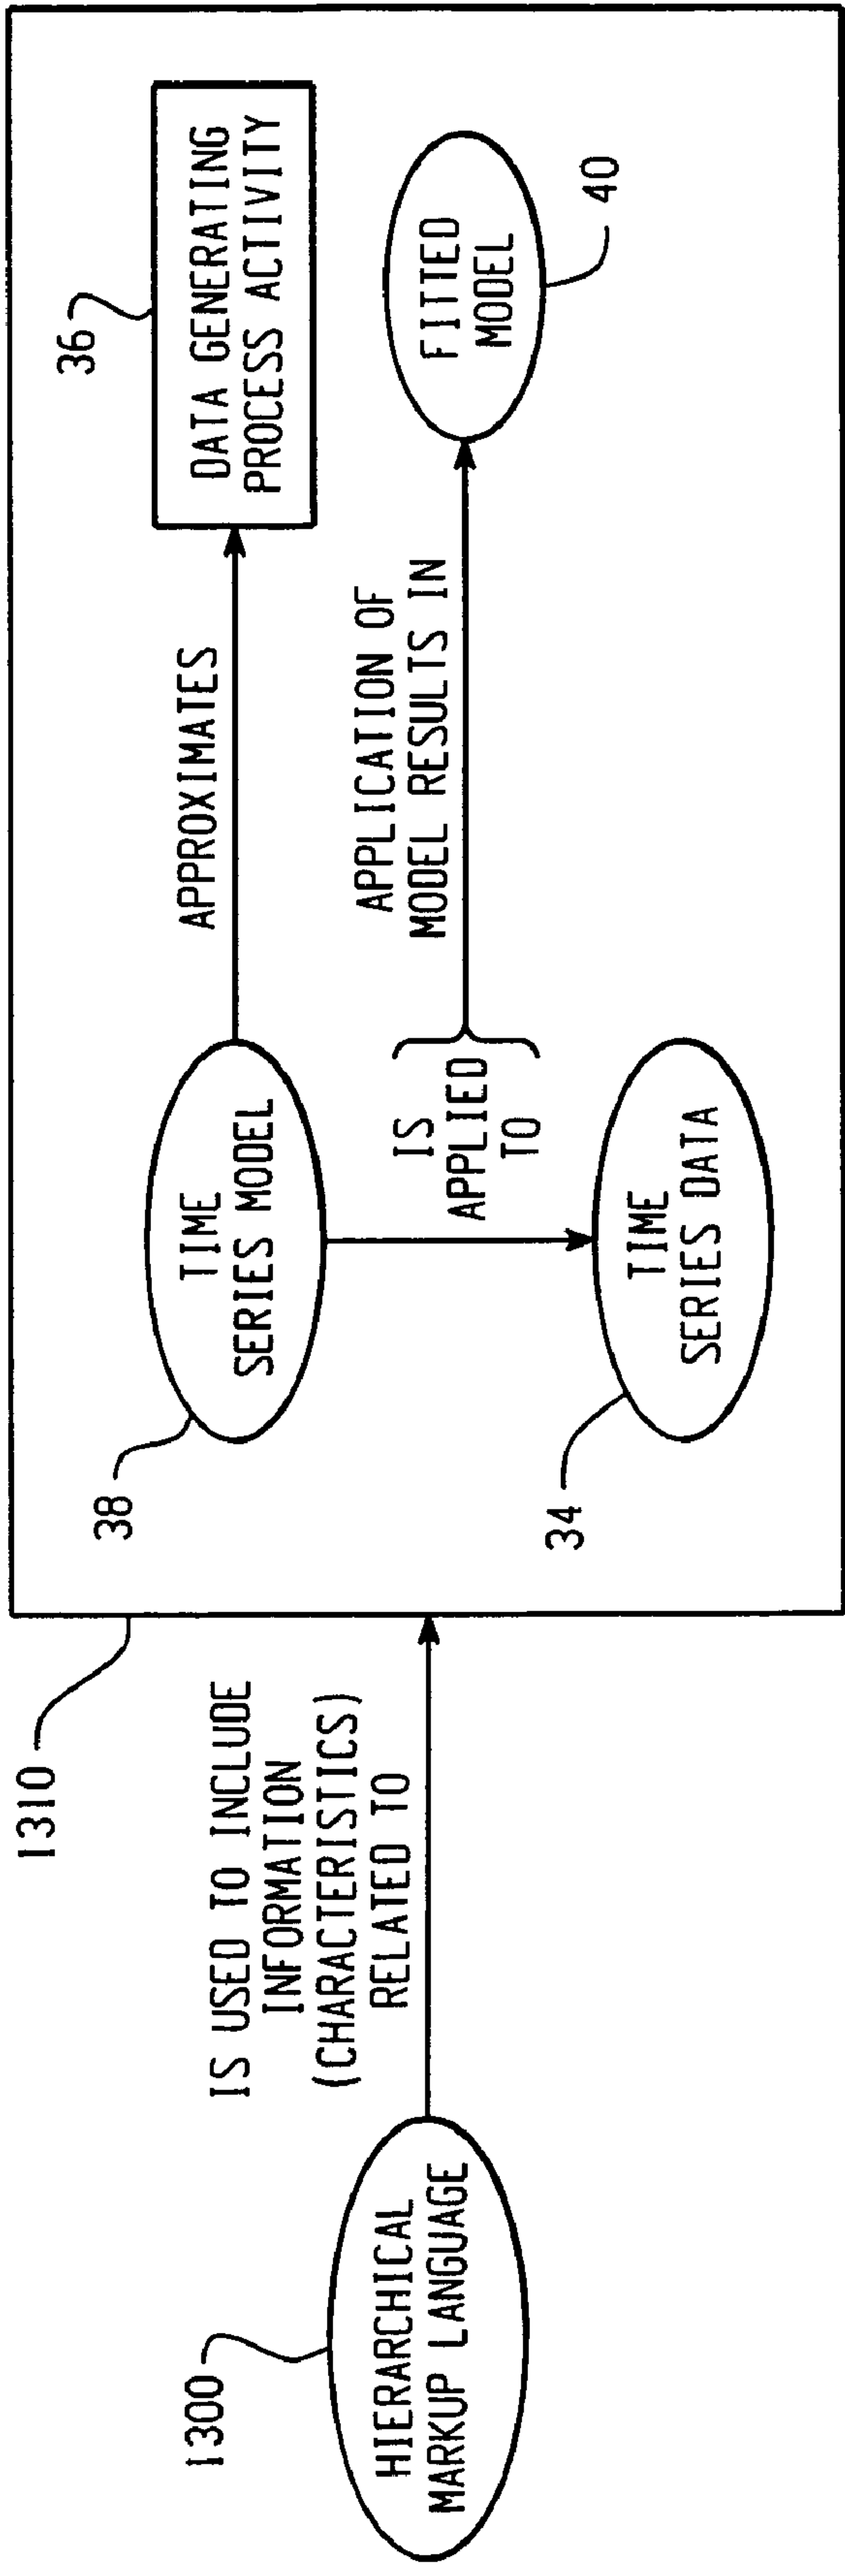 1300
HIERARCHICAL
MARKUP LANGUAGE
IS USED TO INCLUDE
INFORMATION
(CHARACTERISTICS)
RELATED TO
1310
38
TIME
SERIES MODEL
APPROXIMATES
36
DATA GENERATING
PROCESS ACTIVITY
IS
APPLIED
TO
APPLICATION OF
MODEL RESULTS IN
FITTED
MODEL
40
34
TIME
SERIES DATA